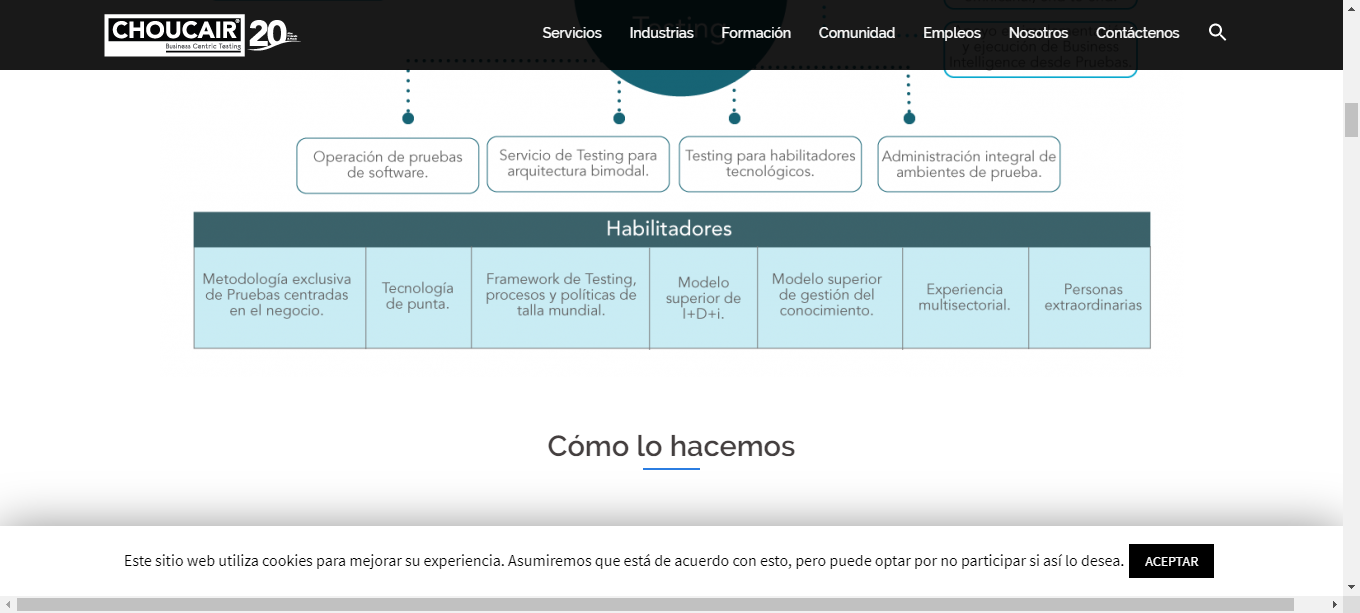 CHOUCAIR®
Business Centric Testing
20
Servicios
Industrias
Formación
Comunidad
Empleos
Nosotros
Contáctenos
Testing
y ejecución de Business
Intelligence desde Pruebas.
Operación de pruebas
de software.
Servicio de Testing para
arquitectura bimodal.
Testing para habilitadores
tecnológicos.
Administración integral de
ambientes de prueba.
Habilitadores
Metodología exclusiva
de Pruebas centradas
en el negocio.
Tecnología
de punta.
Framework de Testing,
procesos y políticas de
talla mundial.
Modelo
superior de
I+D+i.
Modelo superior
de gestión del
conocimiento.
Experiencia
multisectorial.
Personas
extraordinarias
Cómo lo hacemos
Este sitio web utiliza cookies para mejorar su experiencia. Asumiremos que está de acuerdo con esto, pero puede optar por no participar si así lo desea.
ACEPTAR